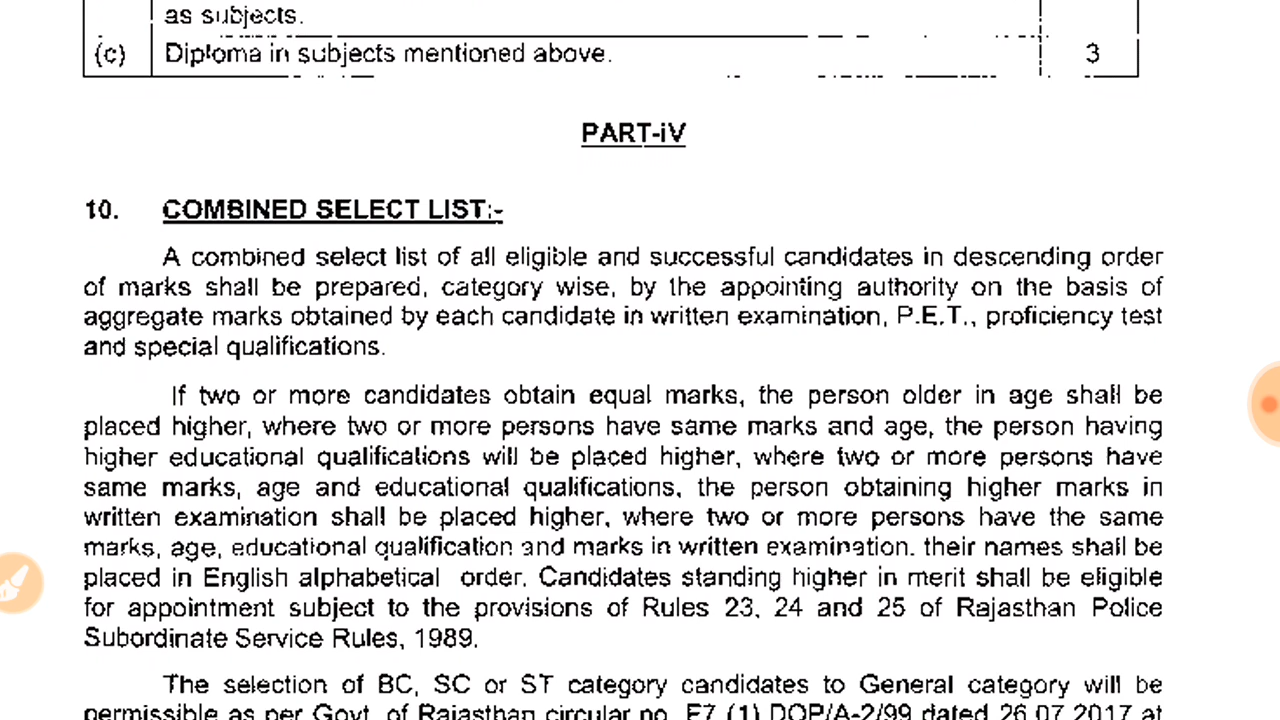 as subjects.
(c) Diploma in subjects mentioned above. 3
PART-iV
10. COMBINED SELECT LIST:-
A combined select list of all eligible and successful candidates in descending order
of marks shall be prepared, category wise, by the appointing authority on the basis of
aggregate marks obtained by each candidate in written examination, P.E.T., proficiency test
and special qualifications.
If two or more candidates obtain equal marks, the person older in age shall be
placed higher, where two or more persons have same marks and age, the person having
higher educational qualifications will be placed higher, where two or more persons have
same marks, age and educational qualifications, the person obtaining higher marks in
written examination shall be placed higher, where two or more persons have the same
marks, age, educational qualification and marks in written examination. their names shall be
placed in English alphabetical order. Candidates standing higher in merit shall be eligible
for appointment subject to the provisions of Rules 23, 24 and 25 of Rajasthan Police
Subordinate Service Rules, 1989.
The selection of BC, SC or ST category candidates to General category will be
permissible as per Govt. of Rajasthan circular no. F7 (1) DOP/A-2/99 dated 26.07.2017 at